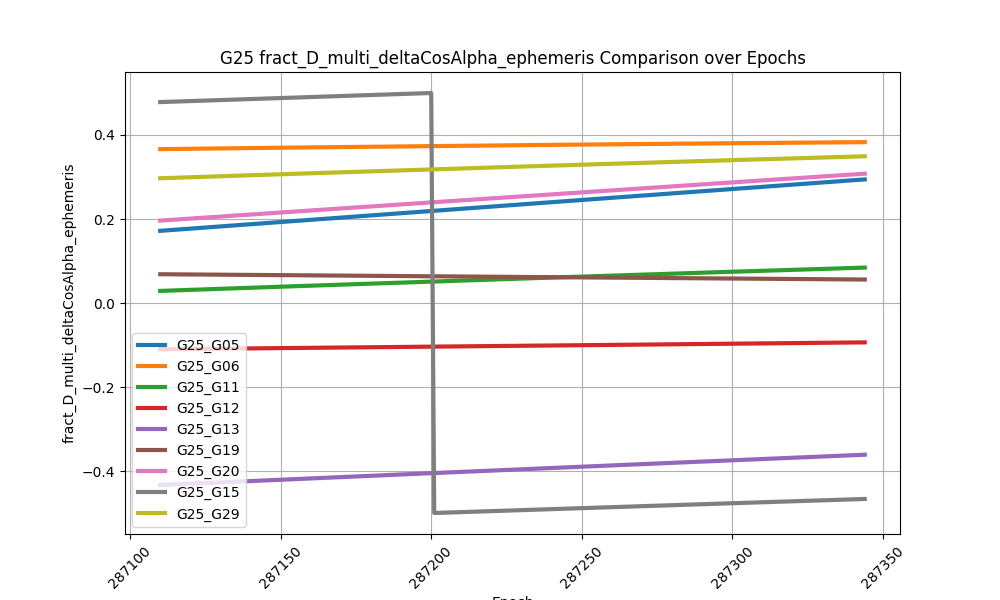 G25 fract_D_multi_deltaCosAlpha_ephemeris Comparison over Epochs
fract_D_multi_deltaCosAlpha_ephemeris
0.4
0.2
0.0
−0.2
−0.4
G25_G05
G25_G06
G25_G11
G25_G12
G25_G13
G25_G19
G25_G20
G25_G15
G25_G29
287100
287150
287200
287250
287300
287350
Epoch